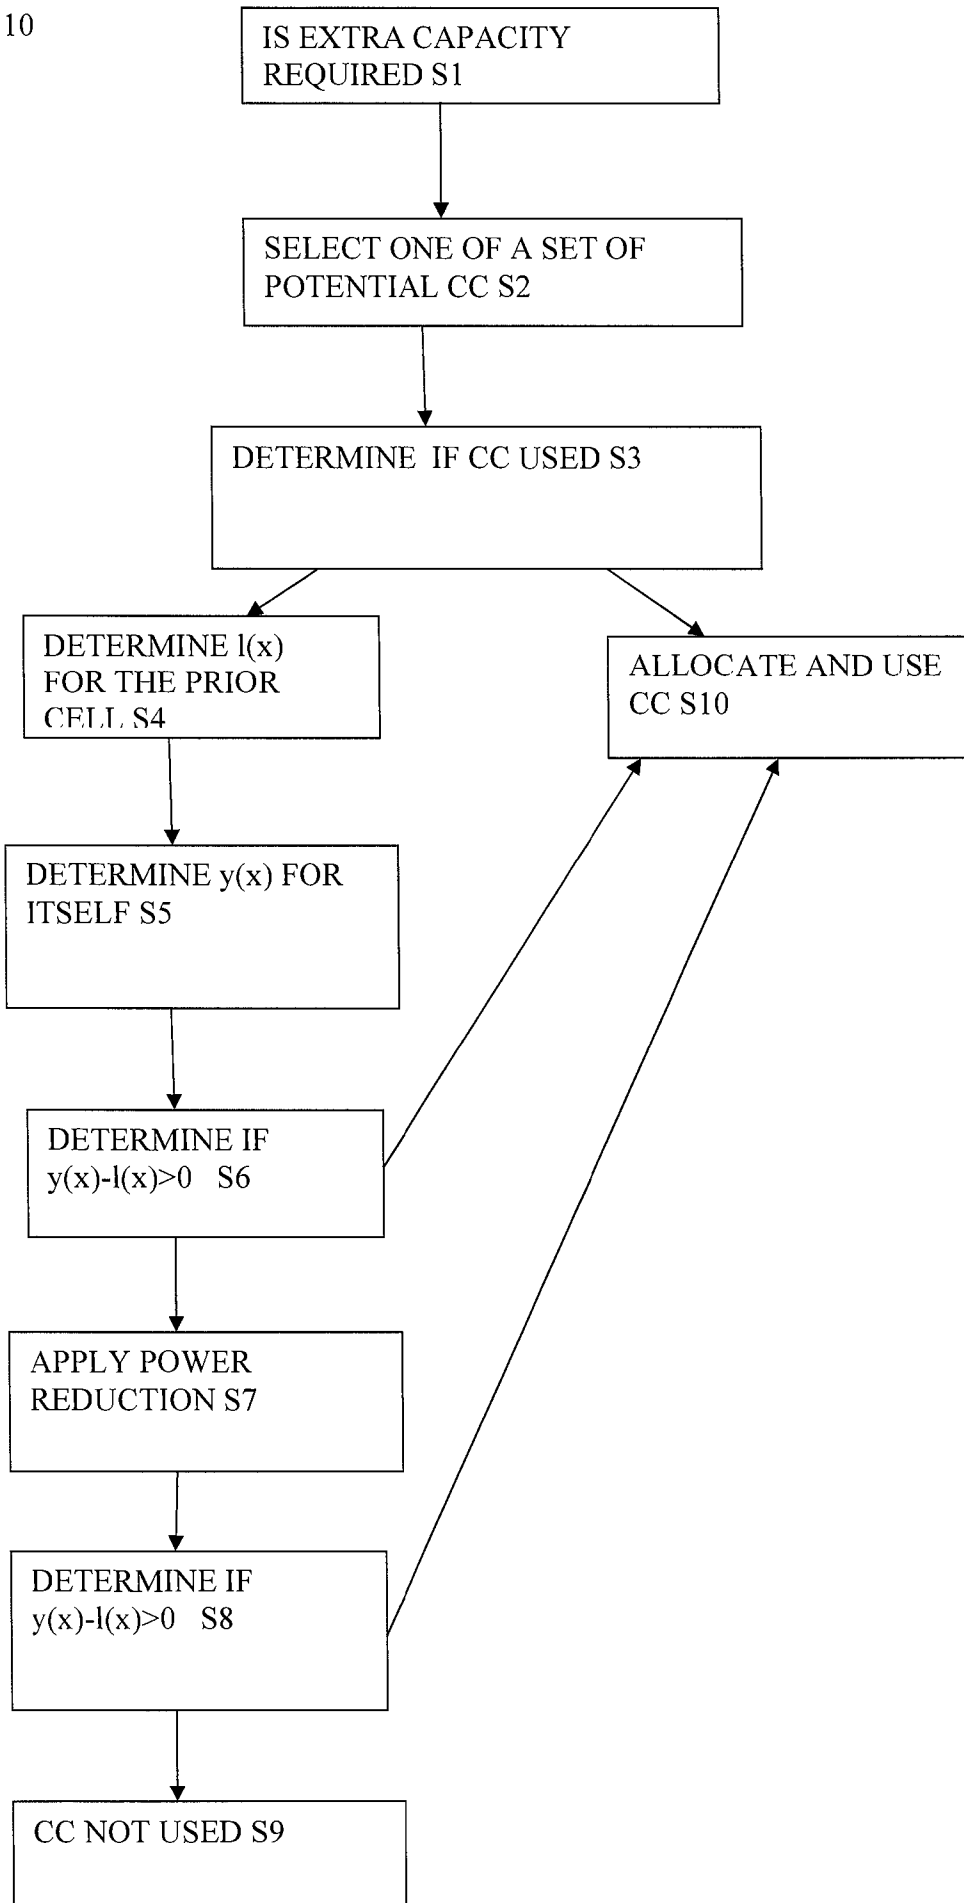 10
IS EXTRA CAPACITY
REQUIRED S1
SELECT ONE OF A SET OF
POTENTIAL CC S2
DETERMINE IF CC USED S3
DETERMINE l(x)
FOR THE PRIOR
CELL S4
ALLOCATE AND USE
CC S10
DETERMINE y(x) FOR
ITSELF S5
DETERMINE IF
y(x)-l(x)>0 S6
APPLY POWER
REDUCTION S7
DETERMINE IF
y(x)-l(x)>0 S8
CC NOT USED S9